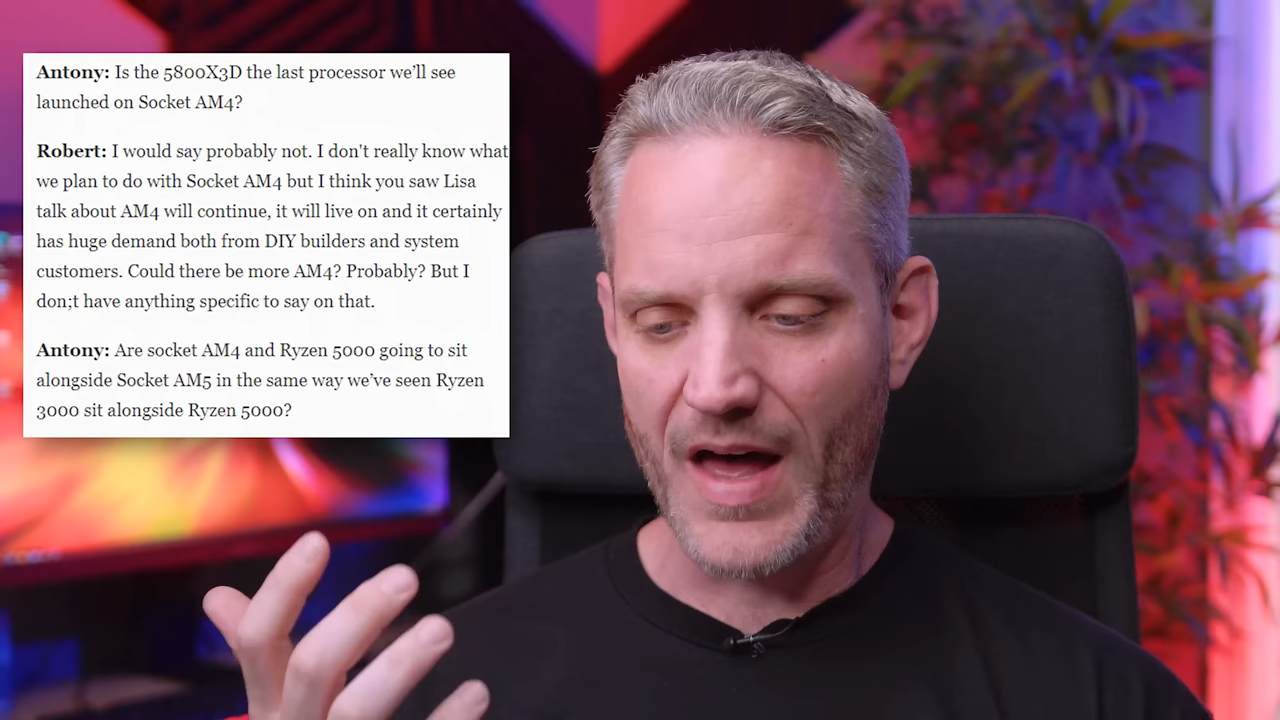 Antony: Is the 5800X3D the last processor we’ll see
launched on Socket AM4?
Robert: I would say probably not. I don't really know what
we plan to do with Socket AM4 but I think you saw Lisa
talk about AM4 will continue, it will live on and it certainly
has huge demand both from DIY builders and system
customers. Could there be more AM4? Probably? But I
don;t have anything specific to say on that.
Antony: Are socket AM4 and Ryzen 5000 going to sit
alongside Socket AM5 in the same way we’ve seen Ryzen
3000 sit alongside Ryzen 5000?